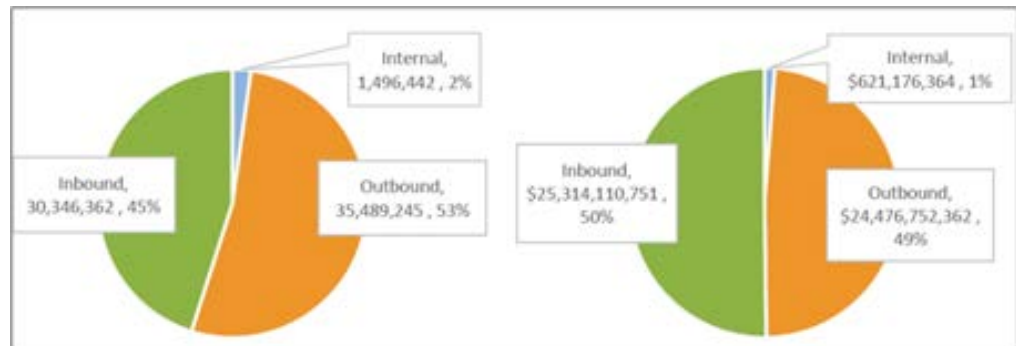 Internal,
1,496,442 , 2%
Inbound,
30,346,362 , 45%
Outbound,
35,489,245 , 53%
Internal,
$621,176,364 , 1%
Inbound,
$25,314,110,751 ,
50%
Outbound,
$24,476,752,362 ,
49%